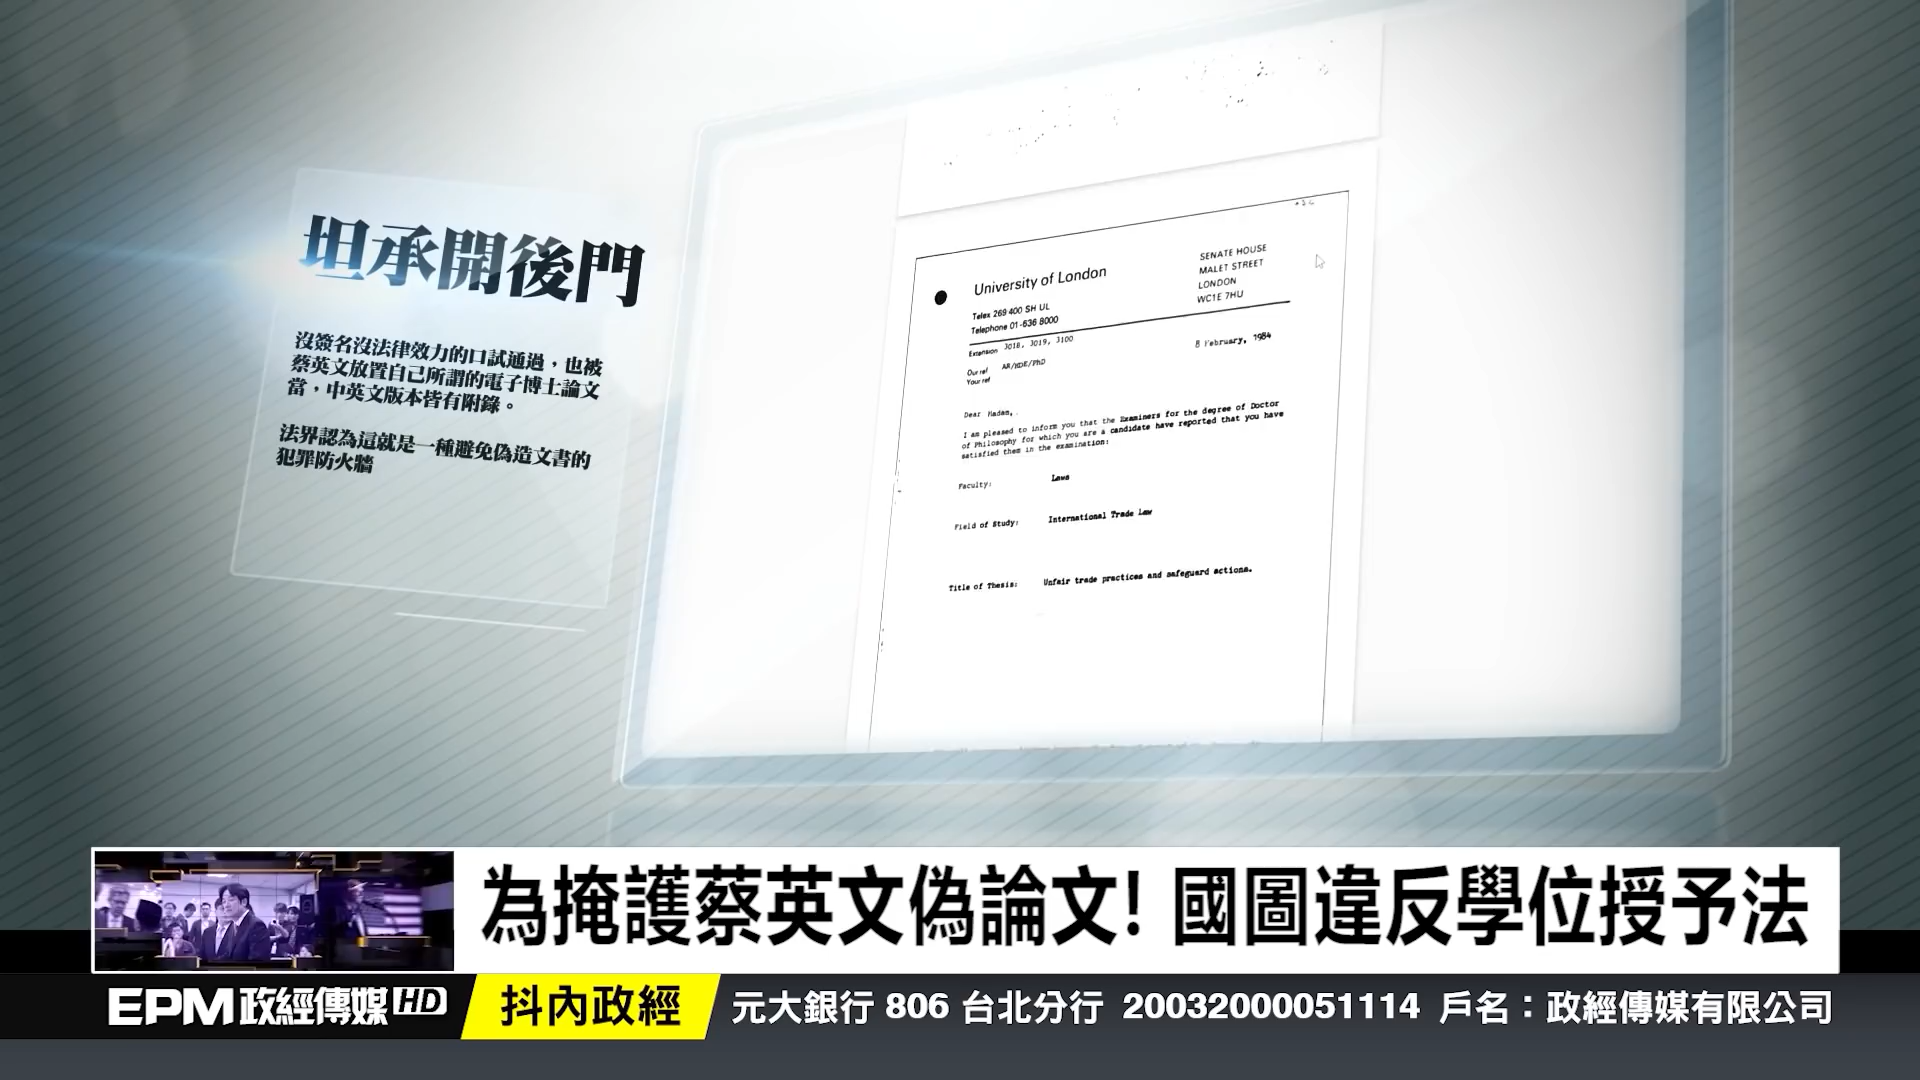 坦承開後門
沒簽名沒法律效力的口試通過,也被
蔡英文放置自己所謂的電子博士論文
當,中英文版本皆有附錄。
法界認為這就是一種避免偽造文書的
犯罪防火牆
University of London
Telex 269 400 SH UL
Telephone 01-636 8000
SENATE HOUSE
MALET STREET
LONDON
WC1E 7HU
Extension 3018, 3019, 3100
8 February, 1984
Our ref AR/HDE/PhD
Your ref
Dear Madam,
I am pleased to inform you that the Examiners for the degree of Doctor
of Philosophy for which you are a candidate have reported that you have
satisfied them in the examination:
Faculty: Laws
Field of Study: International Trade Law
Title of Thesis: Unfair trade practices and safeguard actions.
為掩護蔡英文偽論文! 國圖違反學位授予法
EPM政經傳媒HD
抖內政經
元大銀行 806 台北分行 20032000051114 戶名:政經傳媒有限公司